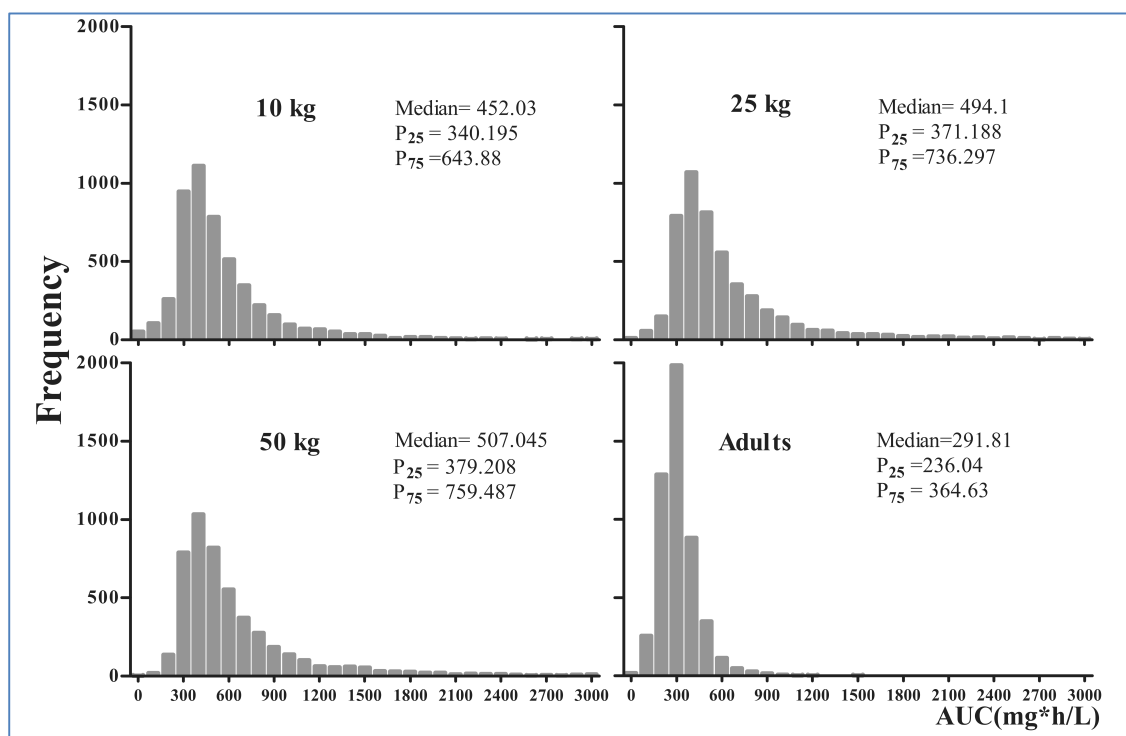 2000
1500
1000
500
0
10 kg
Median= 452.03
P25 = 340.195
P75 =643.88
25 kg
Median= 494.1
P25 = 371.188
P75 =736.297
Frequency
2000
1500
1000
500
0
50 kg
Median= 507.045
P25 = 379.208
P75 = 759.487
Adults
Median=291.81
P25 =236.04
P75 = 364.63
0 300 600 900 1200 1500 1800 2100 2400 2700 3000
0 300 600 900 1200 1500 1800 2100 2400 2700 3000
AUC(mg*h/L)